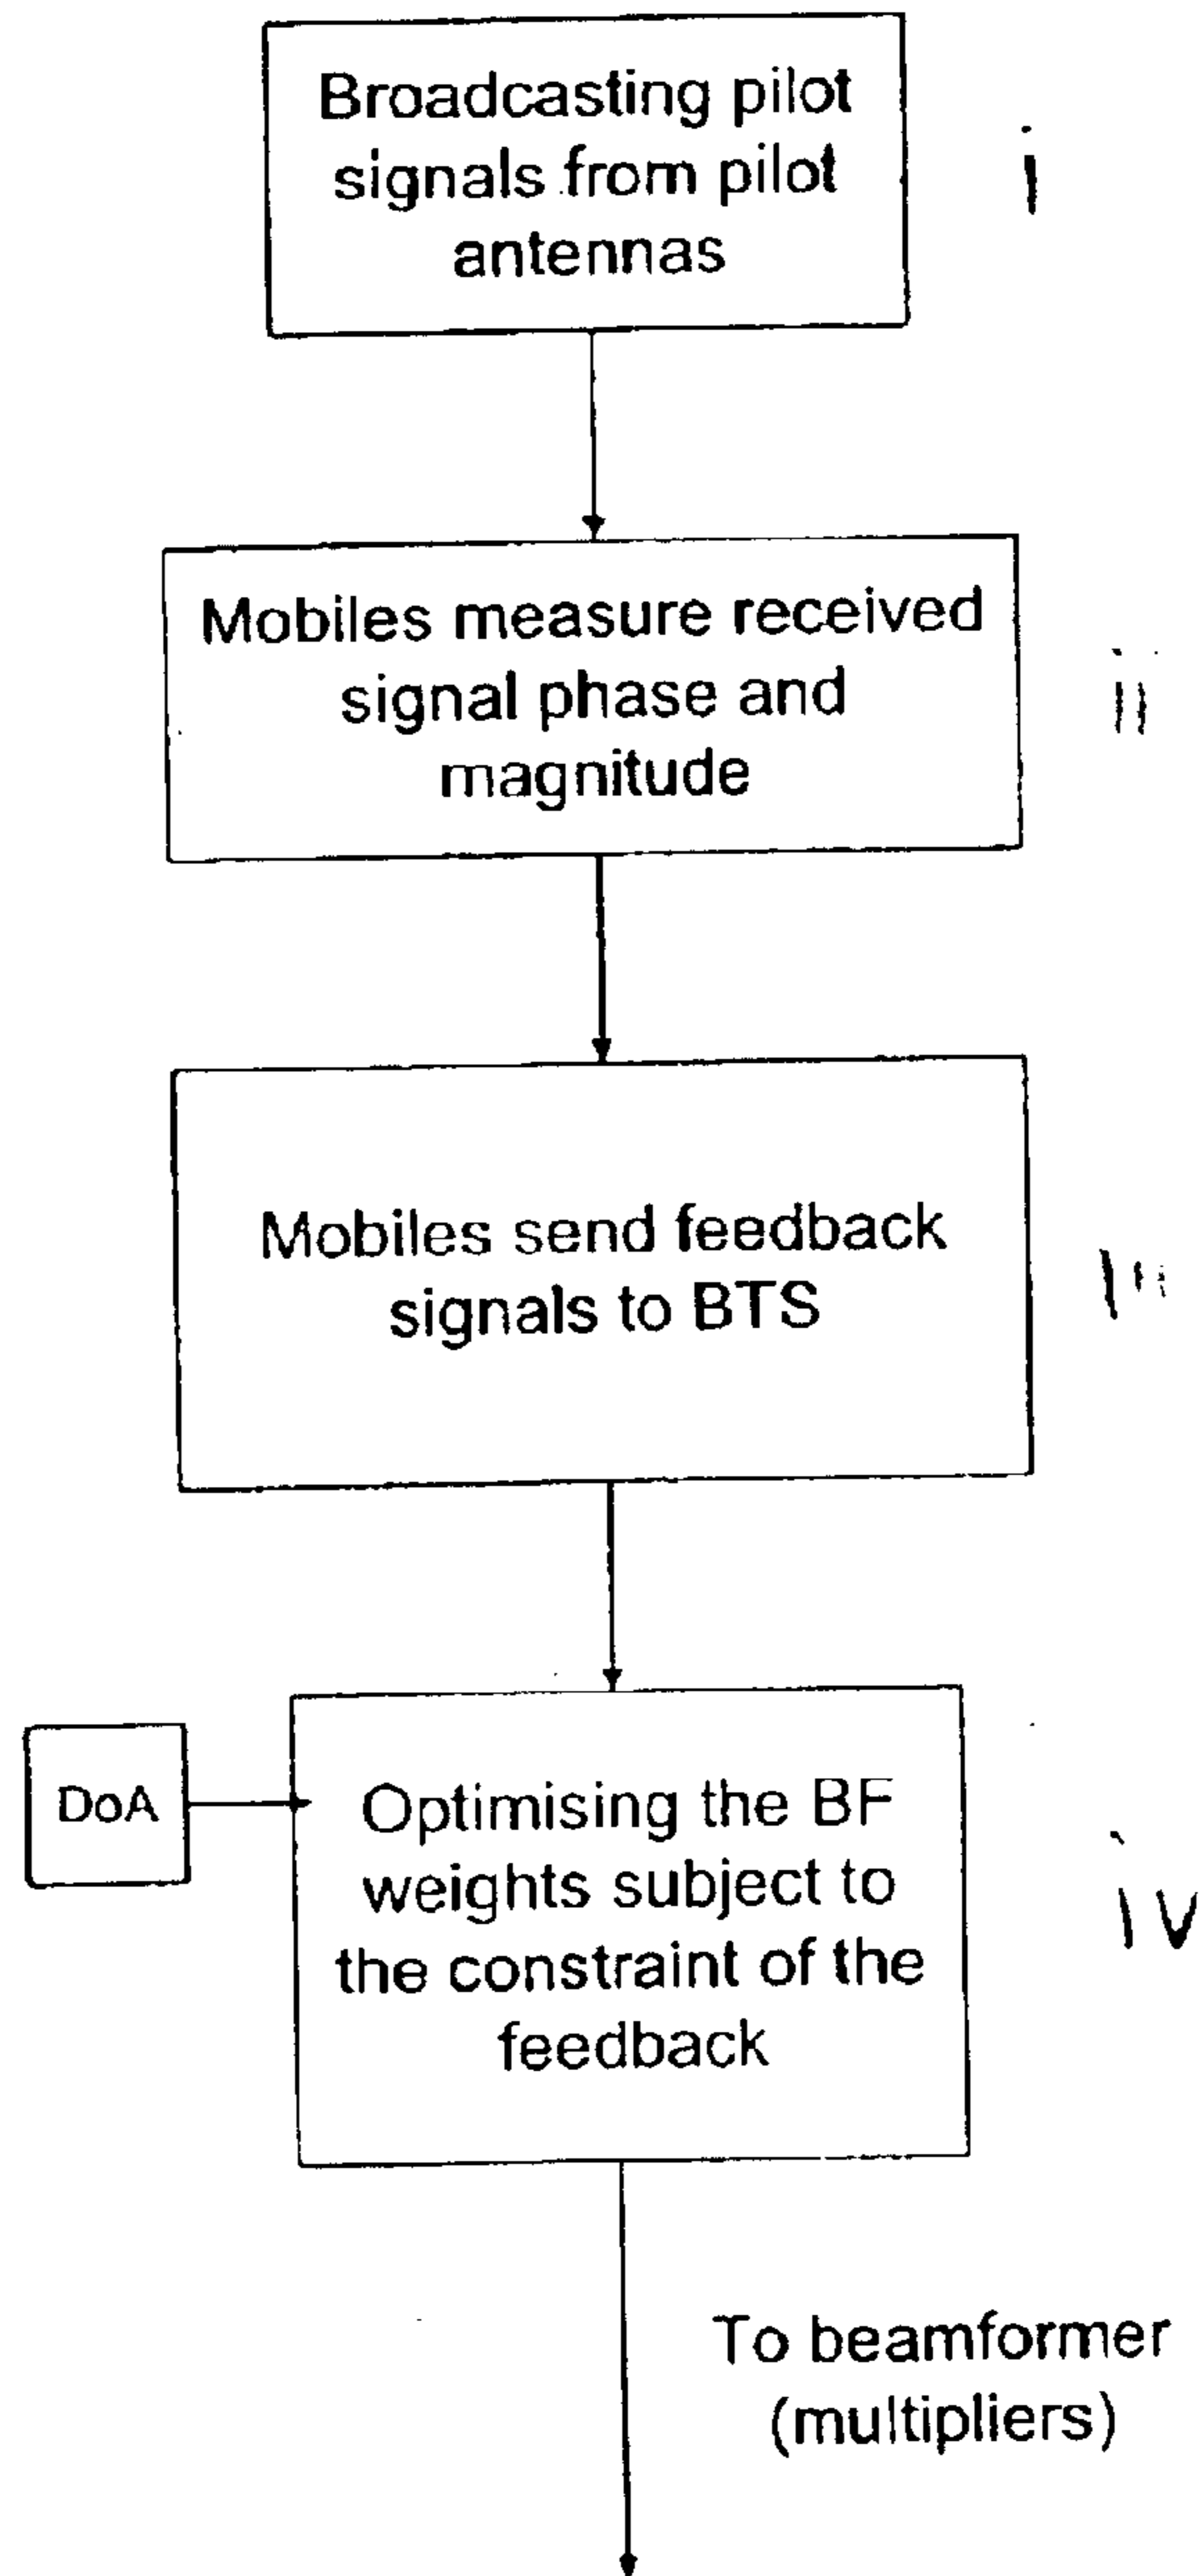 Broadcasting pilot
signals from pilot
antennas
i
Mobiles measure received
signal phase and
magnitude
ii
Mobiles send feedback
signals to BTS
iii
DoA
Optimising the BF
weights subject to
the constraint of the
feedback
iv
To beamformer
(multipliers)